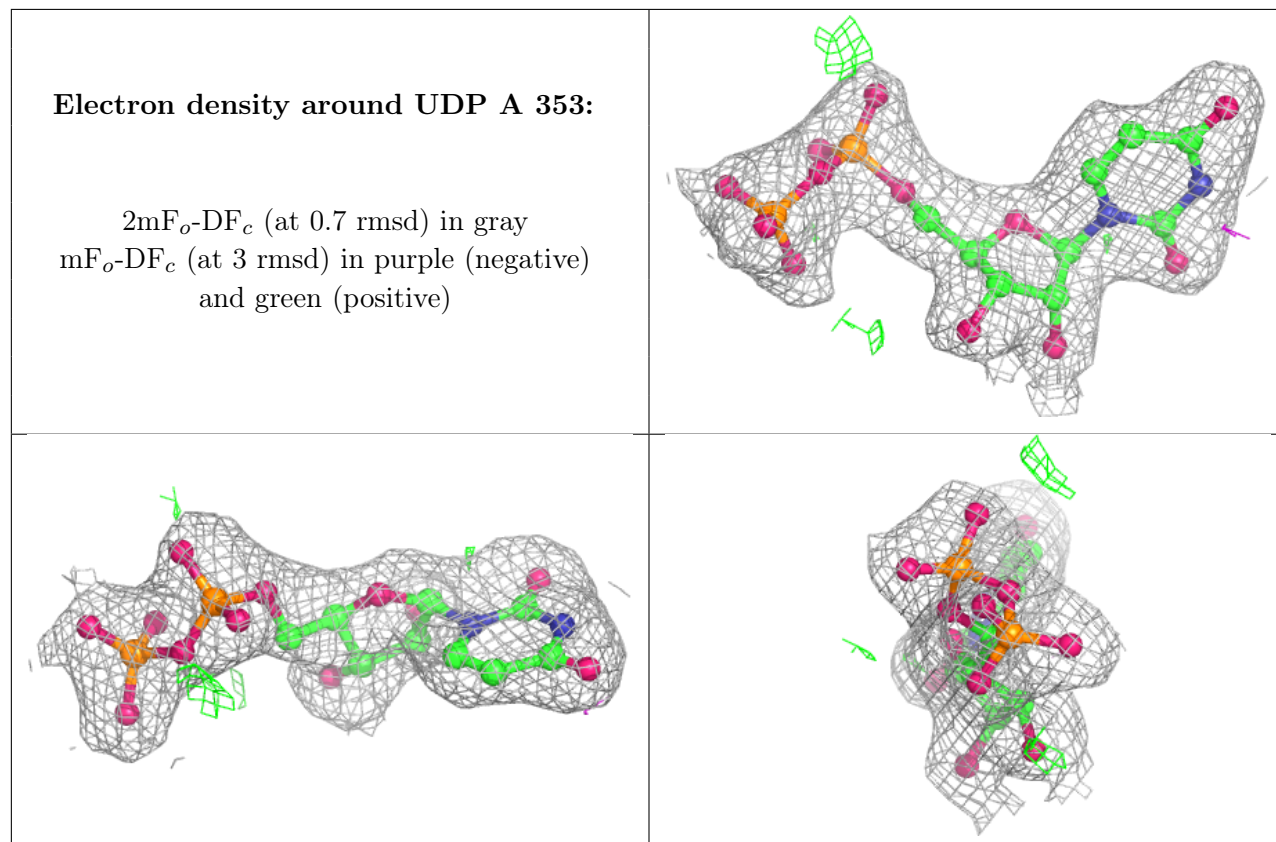 Electron density around UDP A 353:
2mFo-DFc (at 0.7 rmsd) in gray
mFo-DFc (at 3 rmsd) in purple (negative)
and green (positive)